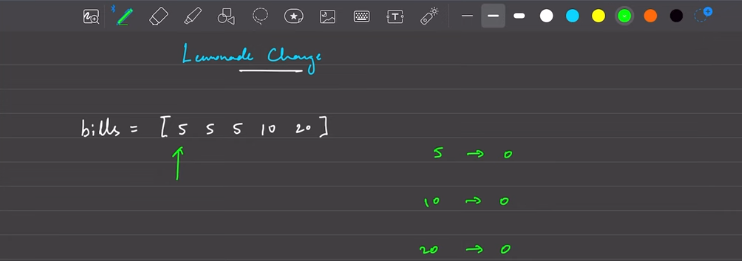 Lemonade Change
bills = [ 5 5 5 10 20 ]
5 → 0
10 → 0
20 → 0